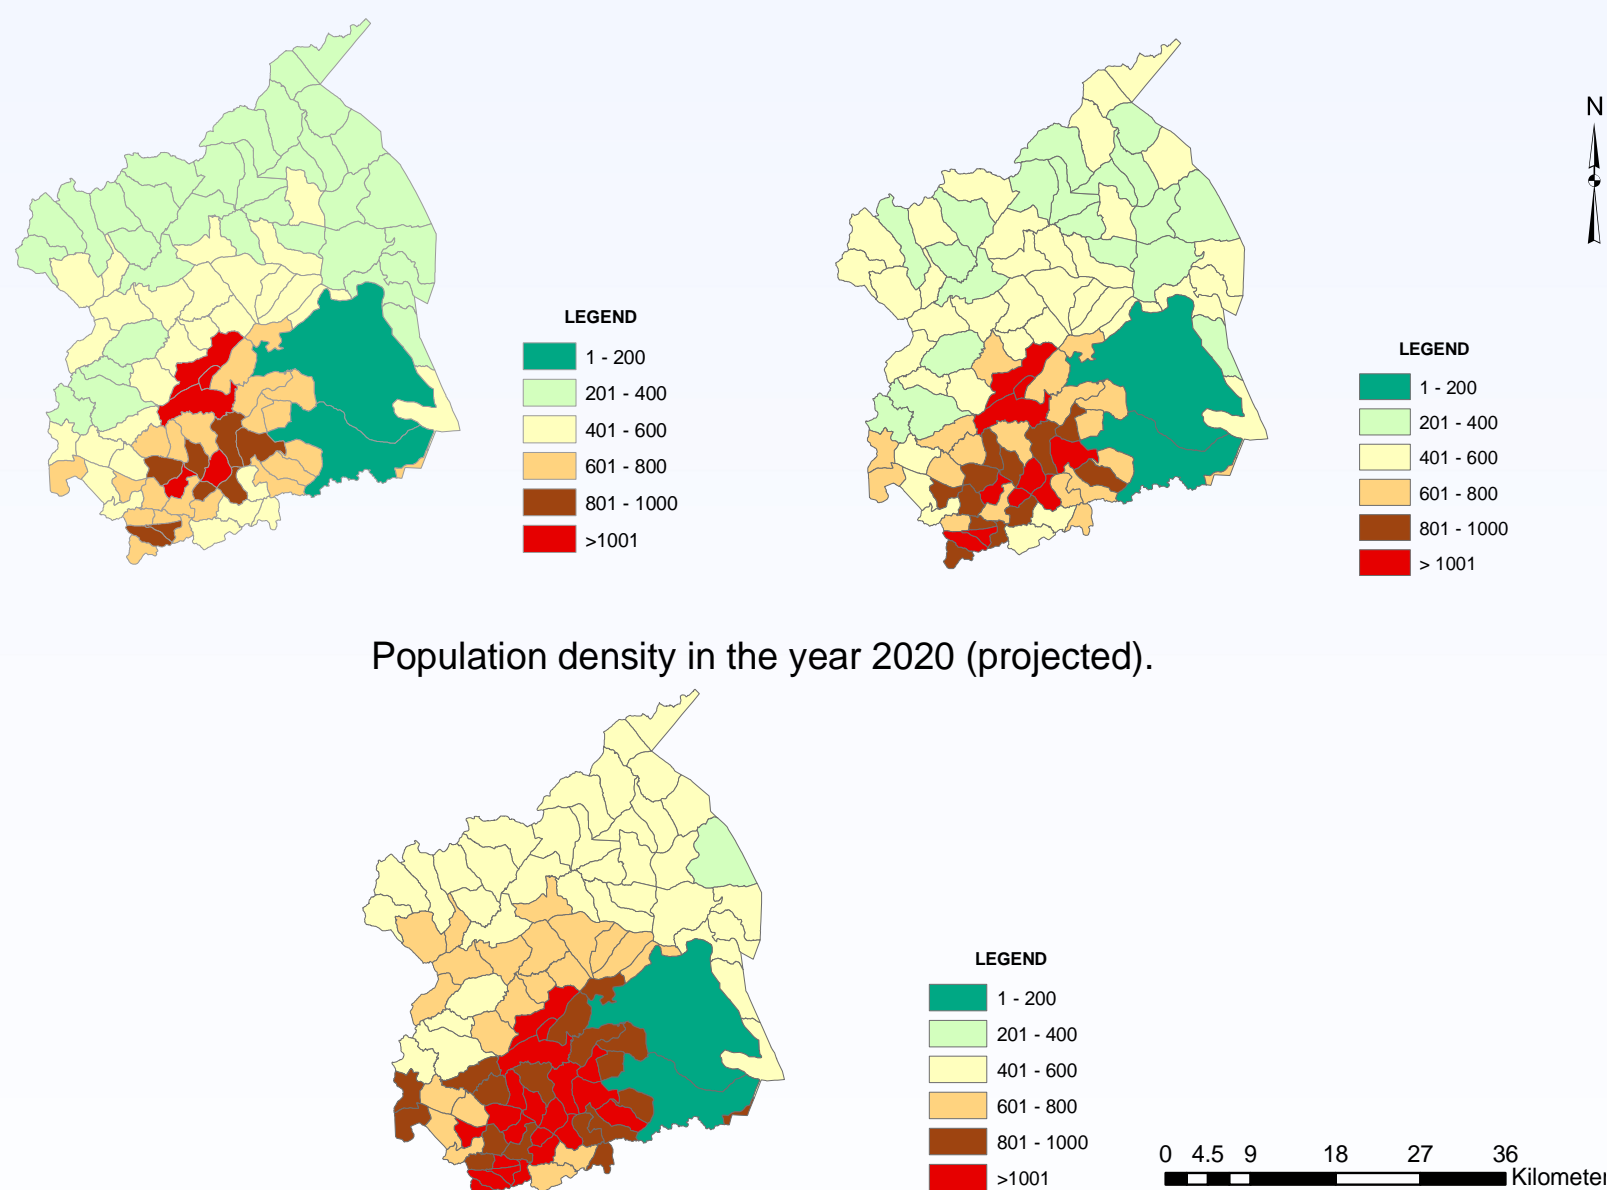 N
LEGEND
1 - 200
201 - 400
401 - 600
601 - 800
801 - 1000
>1001
LEGEND
1 - 200
201 - 400
401 - 600
601 - 800
801 - 1000
> 1001
Population density in the year 2020 (projected).
LEGEND
1 - 200
201 - 400
401 - 600
601 - 800
801 - 1000
>1001
0 4.5 9 18 27 36
Kilometer